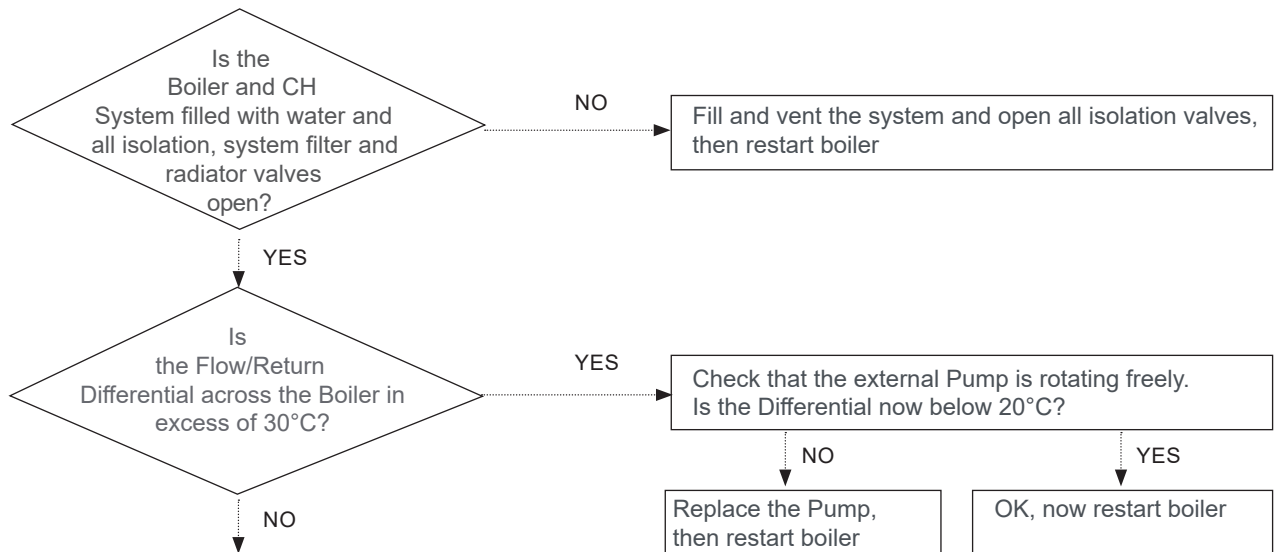 Is the
Boiler and CH
System filled with water and
all isolation, system filter and
radiator valves
open?
NO
Fill and vent the system and open all isolation valves,
then restart boiler
YES
Is
the Flow/Return
Differential across the Boiler in
excess of 30°C?
YES
Check that the external Pump is rotating freely.
Is the Differential now below 20°C?
NO
YES
Replace the Pump,
then restart boiler
OK, now restart boiler
NO